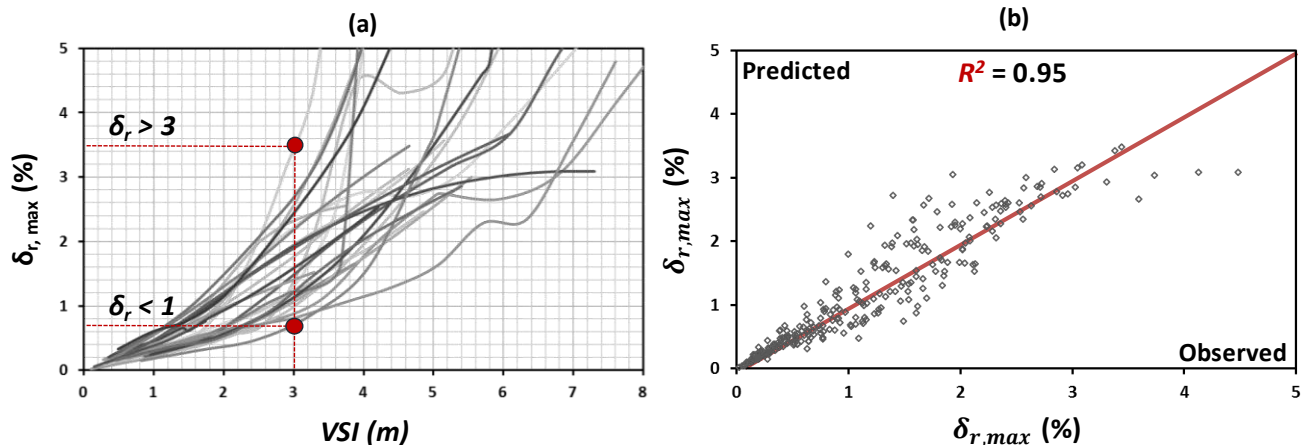 (a)
5
4
3
2
1
0
δr, max (%)
δr > 3
δr < 1
0 1 2 3 4 5 6 7 8
VSI (m)
(b)
Predicted
R² = 0.95
Observed
5
4
3
2
1
0
δr,max (%)
0 1 2 3 4 5
δr,max (%)